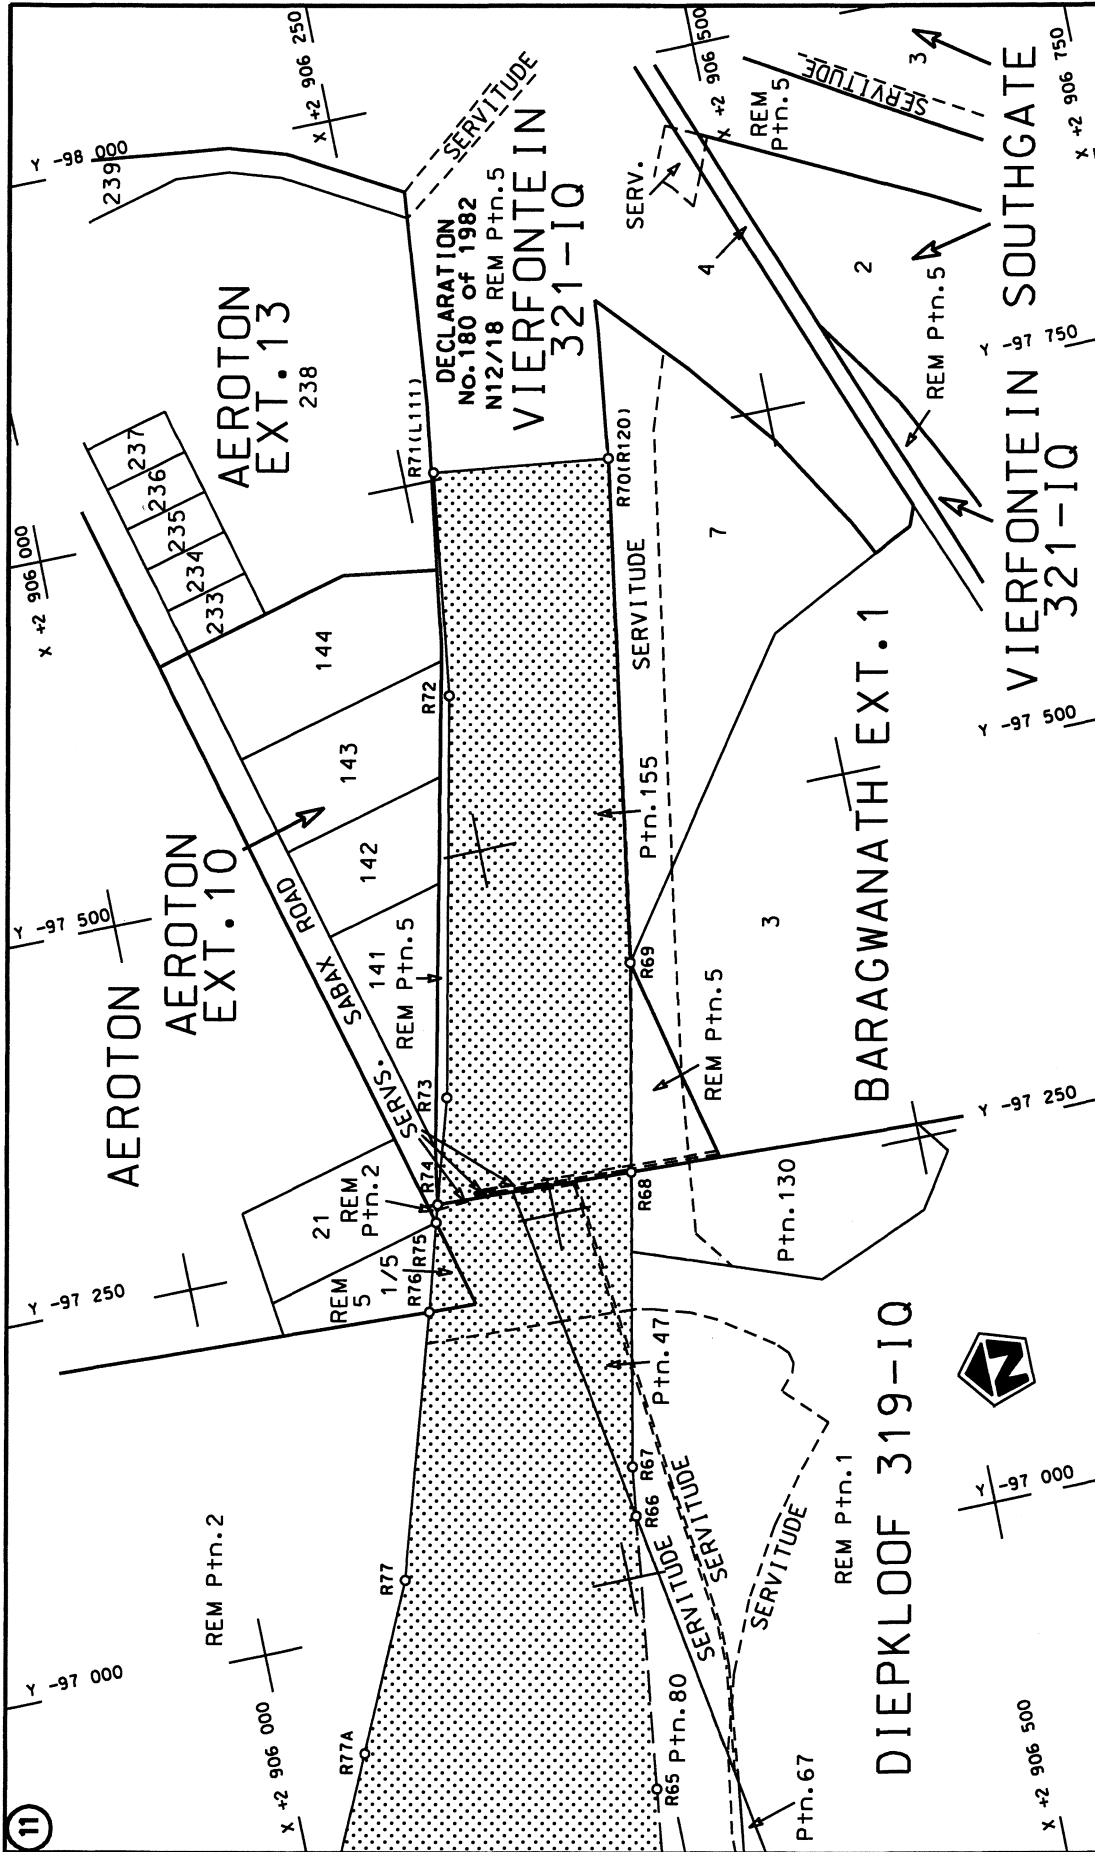 11
X +2 906 250
X +2 906 500
X +2 906 750
Y -98 000
239
SERVITUDE
SERVITUDE
3
REM
Ptn.5
SERV.
4
2
REM Ptn.5
SOUTHGATE
DECLARATION
No.180 of 1982
N12/18 REM Ptn.5
VIERFONTEIN
321-IQ
AEROTON
EXT.13
238
237
236
235
234
233
X +2 906 000
R71(L111)
R70(R120)
Y -97 750
VIERFONTEIN
321-IQ
144
143
142
141
R72
SERVITUDE
7
Ptn.155
Y -97 500
Y -97 500
AEROTON
EXT.10
AEROTON
SABAX ROAD
SERVS.
REM Ptn.5
R73
R69
REM Ptn.5
3
BARAGWANATH EXT.1
Y -97 250
Y -97 250
21
REM
Ptn.2
R74
R75
R76
REM
5
1/5
R68
Ptn.130
Ptn.47
REM Ptn.2
R77
R67
R66
SERVITUDE
SERVITUDE
SERVITUDE
REM Ptn.1
DIEPKLOOF 319-IQ
N
Y -97 000
Y -97 000
X +2 906 000
R77A
R65
Ptn.80
Ptn.67
X +2 906 500